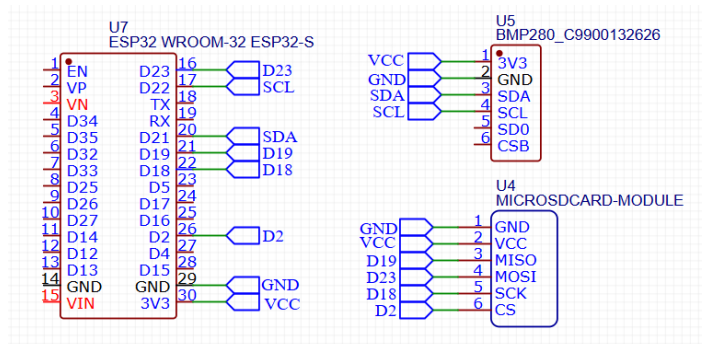 U7
ESP32 WROOM-32 ESP32-S
1 EN D23 16 D23
2 VP D22 17 SCL
3 VN TX 18
4 D34 RX 19
5 D35 D21 20 SDA
6 D32 D19 21 D19
7 D33 D18 22 D18
8 D25 D5 23
9 D26 D17 24
10 D27 D16 25
11 D14 D2 26 D2
12 D12 D4 27
13 D13 D15 28
14 GND GND 29 GND
15 VIN 3V3 30 VCC
U5
BMP280_C9900132626
VCC 1 3V3
GND 2 GND
SDA 3 SDA
SCL 4 SCL
5 SD0
6 CSB
U4
MICROSDCARD-MODULE
GND 1 GND
VCC 2 VCC
D19 3 MISO
D23 4 MOSI
D18 5 SCK
D2 6 CS